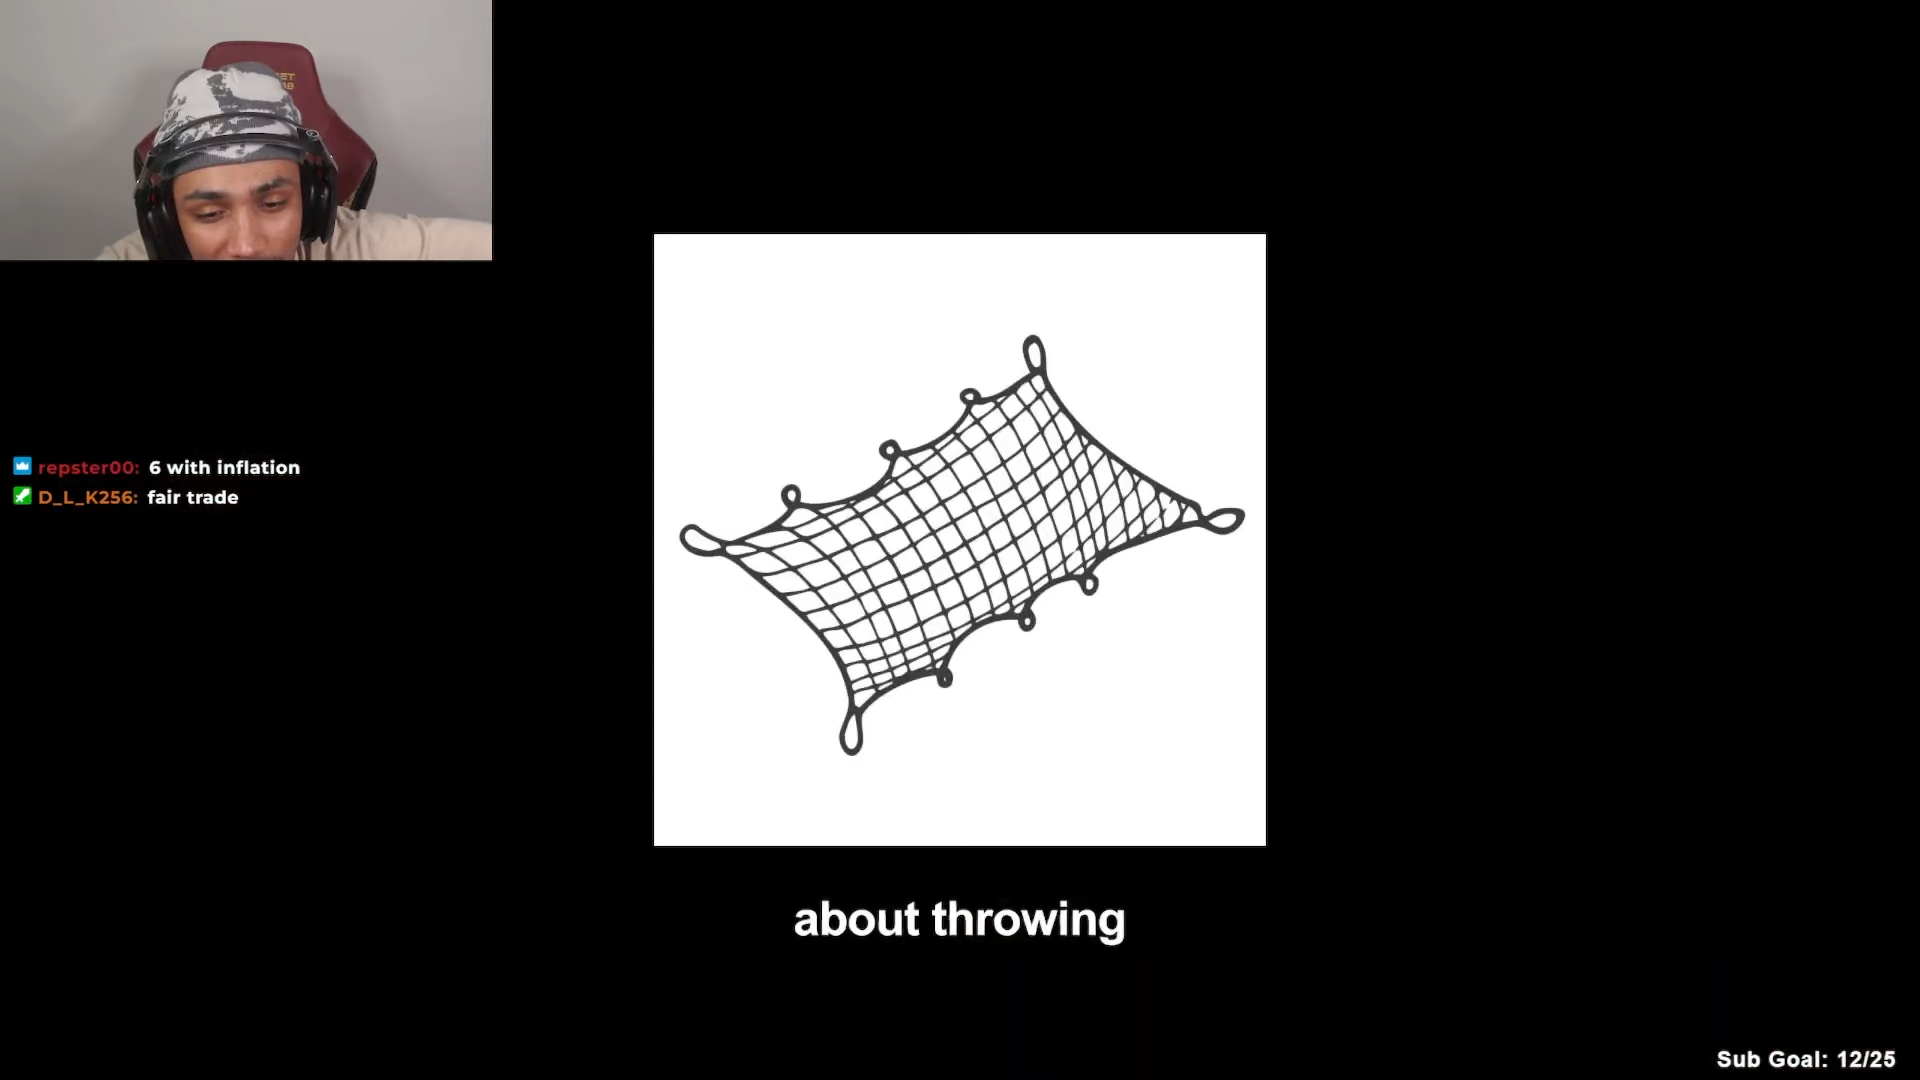 repster00: 6 with inflation
D_L_K256: fair trade
about throwing
Sub Goal: 12/25